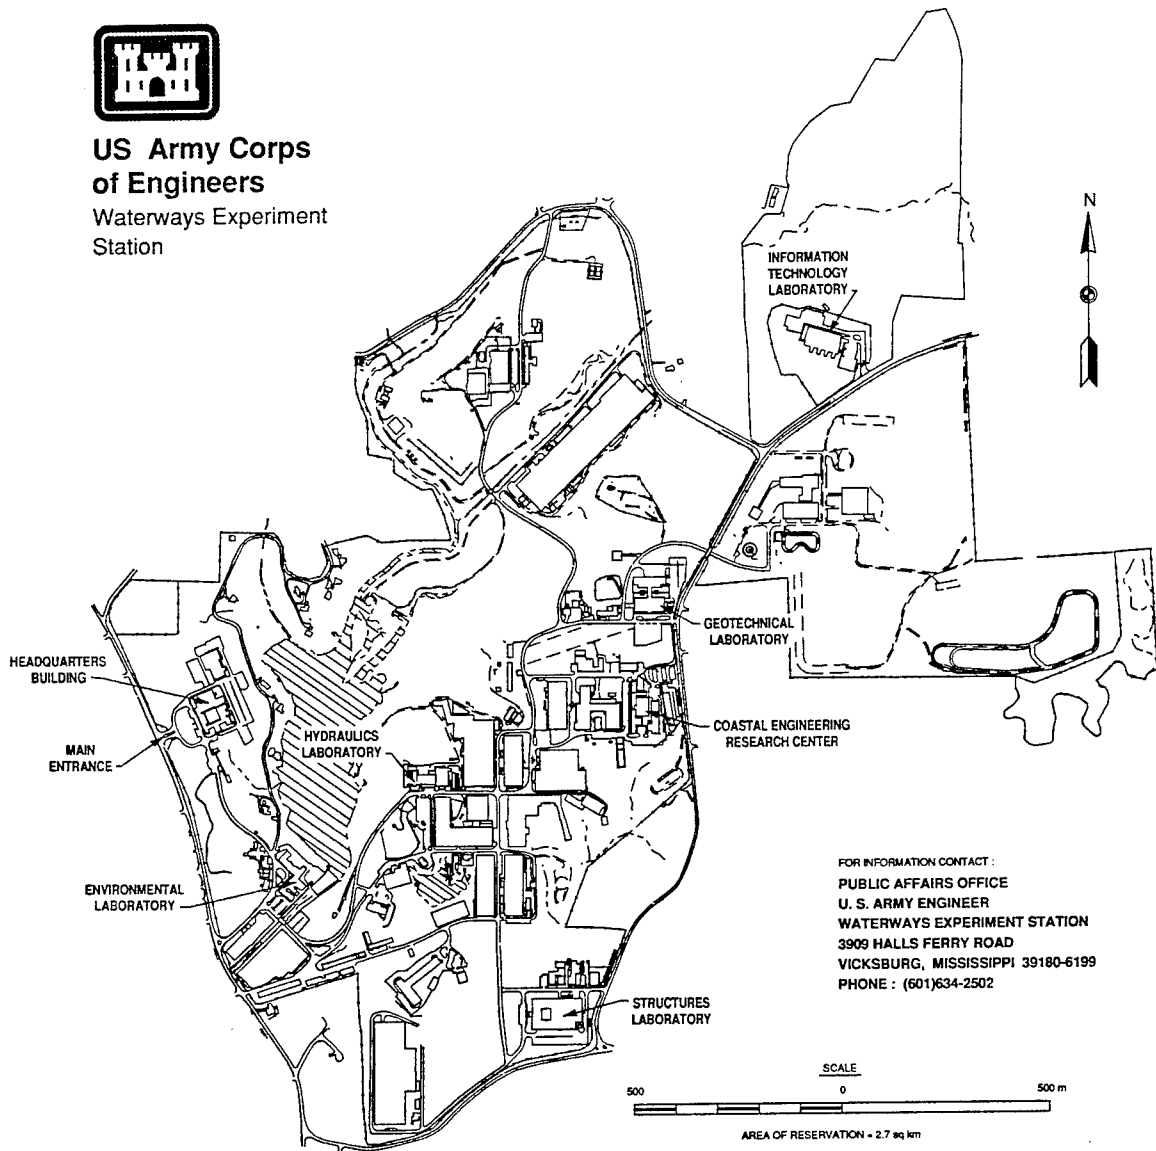 US Army Corps
of Engineers
Waterways Experiment
Station
N
INFORMATION
TECHNOLOGY
LABORATORY
GEOTECHNICAL
LABORATORY
HEADQUARTERS
BUILDING
COASTAL ENGINEERING
RESEARCH CENTER
HYDRAULICS
LABORATORY
MAIN
ENTRANCE
ENVIRONMENTAL
LABORATORY
FOR INFORMATION CONTACT :
PUBLIC AFFAIRS OFFICE
U. S. ARMY ENGINEER
WATERWAYS EXPERIMENT STATION
3909 HALLS FERRY ROAD
VICKSBURG, MISSISSIPPI 39180-6199
PHONE : (601)634-2502
STRUCTURES
LABORATORY
SCALE
500 0 500 m
AREA OF RESERVATION = 2.7 sq km